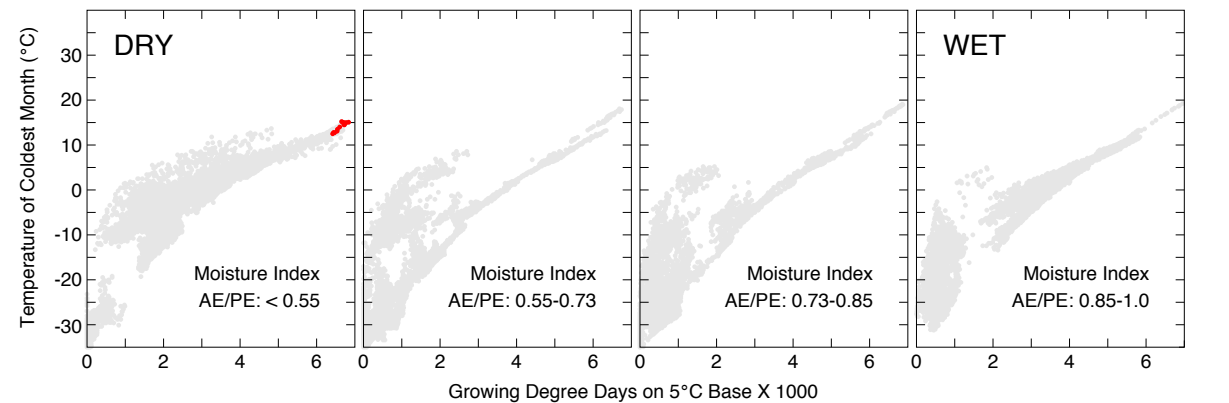 Temperature of Coldest Month (°C)
30
20
10
0
-10
-20
-30
DRY
Moisture Index
AE/PE: < 0.55
0
2
4
6
Moisture Index
AE/PE: 0.55-0.73
0
2
4
6
Moisture Index
AE/PE: 0.73-0.85
0
2
4
6
WET
Moisture Index
AE/PE: 0.85-1.0
0
2
4
6
Growing Degree Days on 5°C Base X 1000